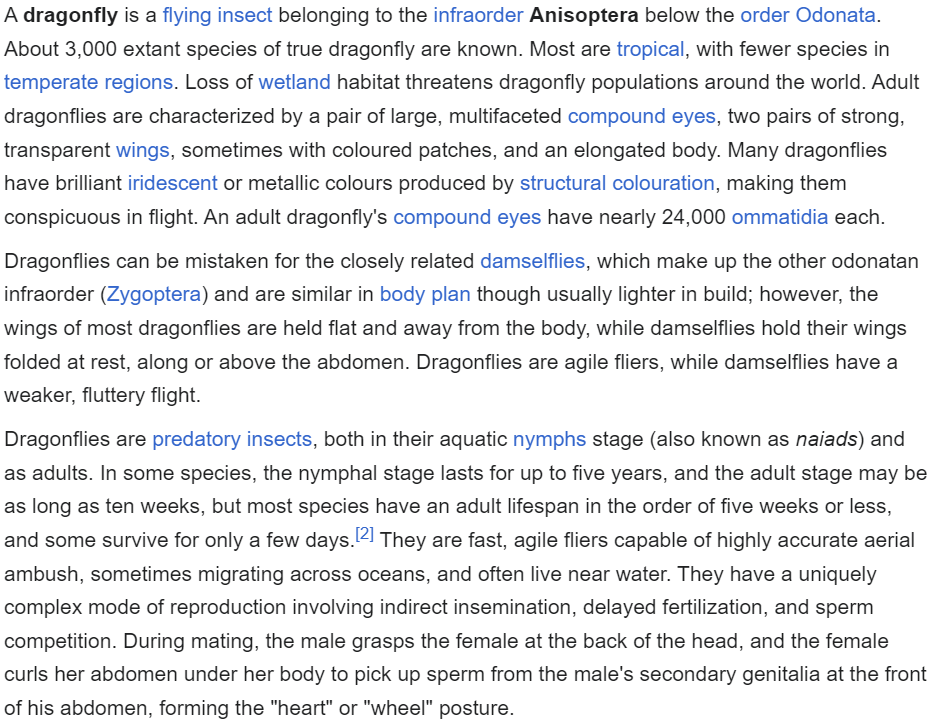 A dragonfly is a flying insect belonging to the infraorder Anisoptera below the order Odonata.
About 3,000 extant species of true dragonfly are known. Most are tropical, with fewer species in
temperate regions. Loss of wetland habitat threatens dragonfly populations around the world. Adult
dragonflies are characterized by a pair of large, multifaceted compound eyes, two pairs of strong,
transparent wings, sometimes with coloured patches, and an elongated body. Many dragonflies
have brilliant iridescent or metallic colours produced by structural colouration, making them
conspicuous in flight. An adult dragonfly's compound eyes have nearly 24,000 ommatidia each.
Dragonflies can be mistaken for the closely related damselflies, which make up the other odonatan
infraorder (Zygoptera) and are similar in body plan though usually lighter in build; however, the
wings of most dragonflies are held flat and away from the body, while damselflies hold their wings
folded at rest, along or above the abdomen. Dragonflies are agile fliers, while damselflies have a
weaker, fluttery flight.
Dragonflies are predatory insects, both in their aquatic nymphs stage (also known as naiads) and
as adults. In some species, the nymphal stage lasts for up to five years, and the adult stage may be
as long as ten weeks, but most species have an adult lifespan in the order of five weeks or less,
and some survive for only a few days.[2] They are fast, agile fliers capable of highly accurate aerial
ambush, sometimes migrating across oceans, and often live near water. They have a uniquely
complex mode of reproduction involving indirect insemination, delayed fertilization, and sperm
competition. During mating, the male grasps the female at the back of the head, and the female
curls her abdomen under her body to pick up sperm from the male's secondary genitalia at the front
of his abdomen, forming the "heart" or "wheel" posture.